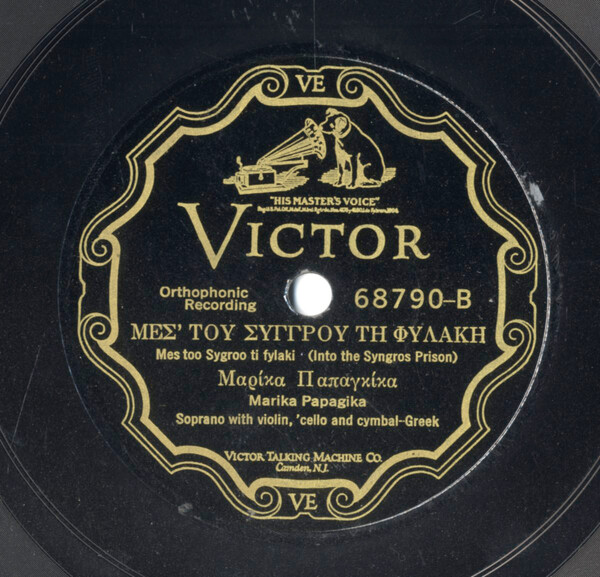 VE
"HIS MASTER'S VOICE"
VICTOR
Orthophonic
Recording
68790-B
ΜΕΣ' ΤΟΥ ΣΥΓΓΡΟΥ ΤΗ ΦΥΛΑΚΗ
Mes too Sygroo ti fylaki · (Into the Syngros Prison)
Μαρίκα Παπαγκίκα
Marika Papagika
Soprano with violin, 'cello and cymbal-Greek
VICTOR TALKING MACHINE CO.
Camden, N.J.
VE